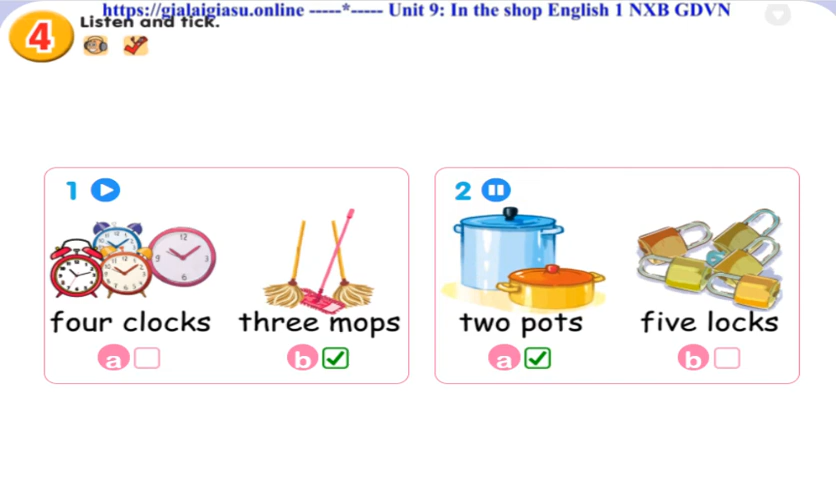 https://gialaigiasu.online -----*----- Unit 9: In the shop English 1 NXB GDVN
4 Listen and tick.
1
2
four clocks three mops
two pots five locks
a b
a b